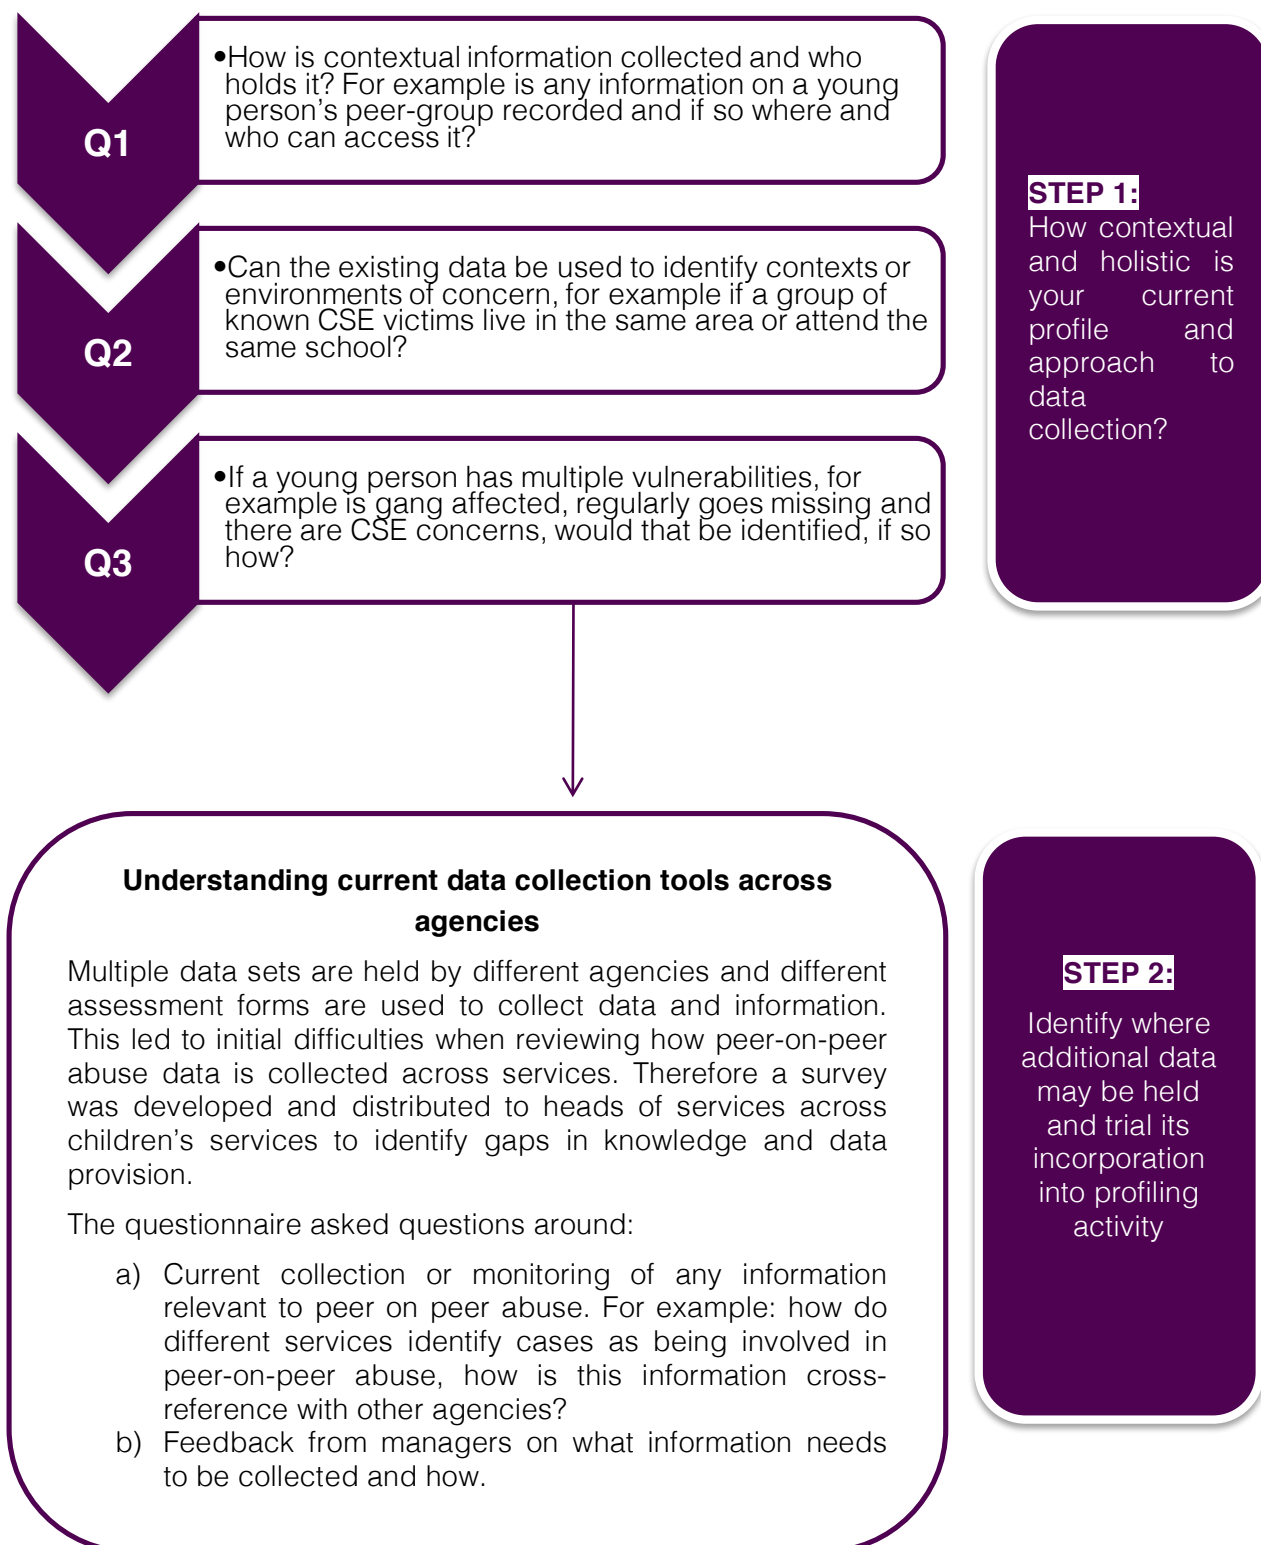 Q1
•How is contextual information collected and who
holds it? For example is any information on a young
person's peer-group recorded and if so where and
who can access it?
STEP 1:
How contextual
and holistic is
your current
profile and
approach to
data
collection?
Q2
•Can the existing data be used to identify contexts or
environments of concern, for example if a group of
known CSE victims live in the same area or attend the
same school?
Q3
•If a young person has multiple vulnerabilities, for
example is gang affected, regularly goes missing and
there are CSE concerns, would that be identified, if so
how?
Understanding current data collection tools across
agencies
Multiple data sets are held by different agencies and different
assessment forms are used to collect data and information.
This led to initial difficulties when reviewing how peer-on-peer
abuse data is collected across services. Therefore a survey
was developed and distributed to heads of services across
children's services to identify gaps in knowledge and data
provision.
The questionnaire asked questions around:
a) Current collection or monitoring of any information
relevant to peer on peer abuse. For example: how do
different services identify cases as being involved in
peer-on-peer abuse, how is this information cross-
reference with other agencies?
b) Feedback from managers on what information needs
to be collected and how.
STEP 2:
Identify where
additional data
may be held
and trial its
incorporation
into profiling
activity